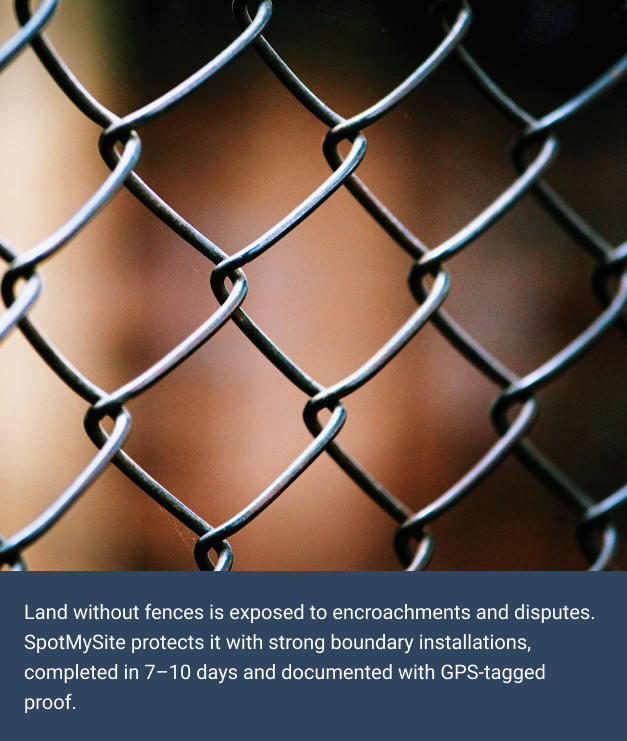 Land without fences is exposed to encroachments and disputes.
SpotMySite protects it with strong boundary installations,
completed in 7–10 days and documented with GPS-tagged
proof.